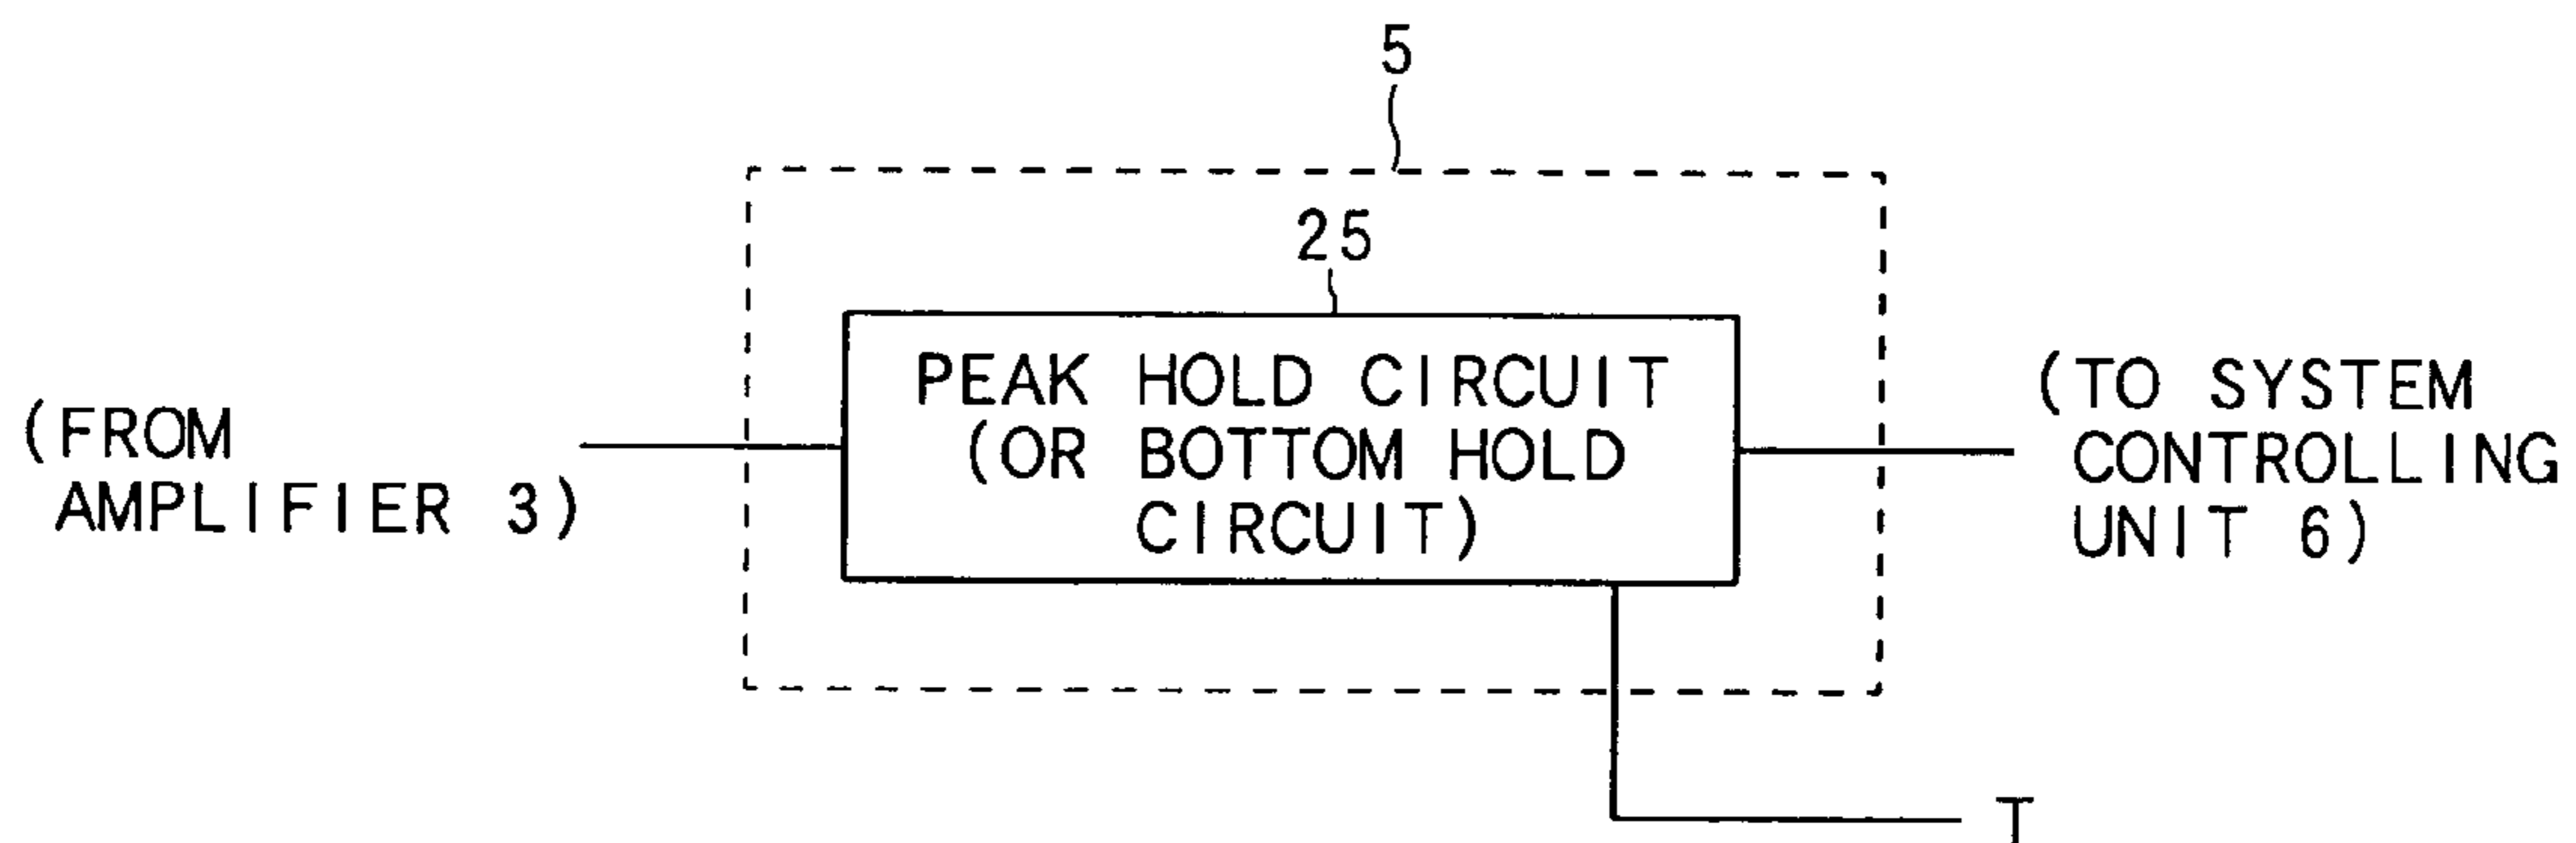 5
25
(FROM
AMPLIFIER 3)
PEAK HOLD CIRCUIT
(OR BOTTOM HOLD
CIRCUIT)
(TO SYSTEM
CONTROLLING
UNIT 6)
T